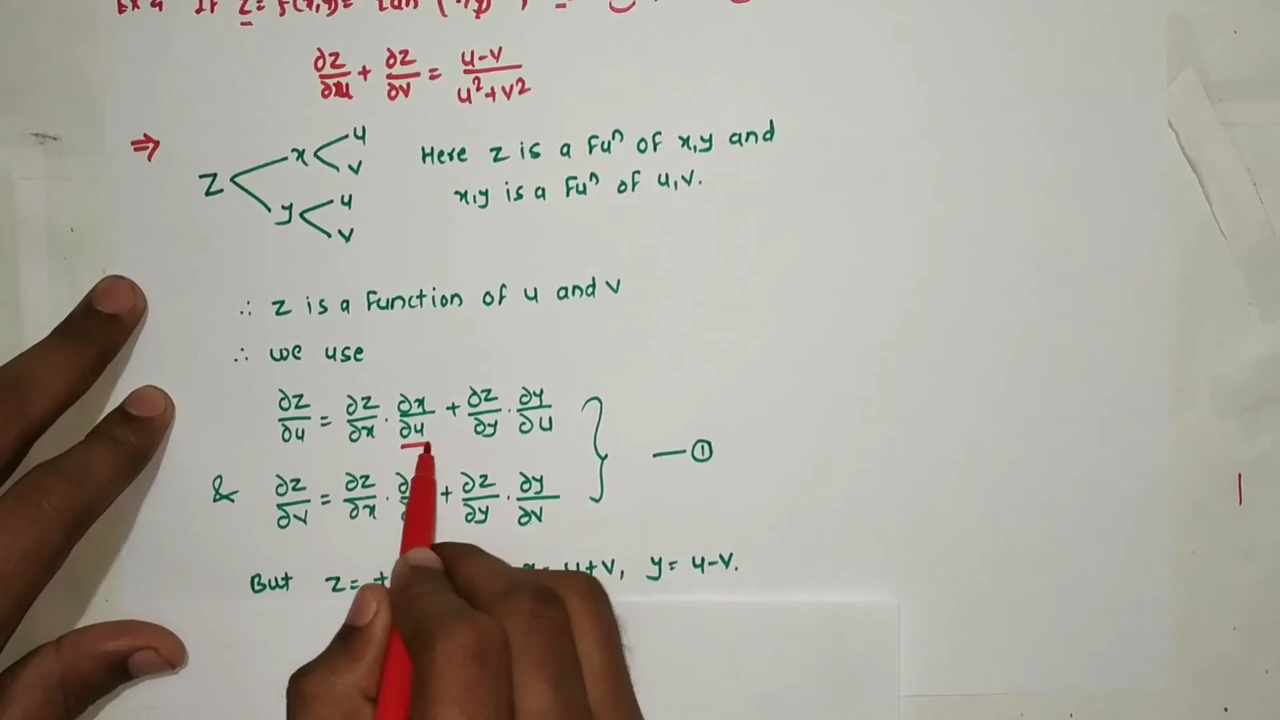 ∂z/∂u + ∂z/∂v = u-v/u²+v²
⇒ z x u v y u v
Here z is a Fuⁿ of x,y and
x,y is a Fuⁿ of u,v.
∴ z is a Function of u and v
∴ we use
∂z/∂u = ∂z/∂x · ∂x/∂u + ∂z/∂y · ∂y/∂u
& ∂z/∂v = ∂z/∂x · + ∂z/∂y · ∂y/∂v
— ①
But z= u+v, y= u-v.